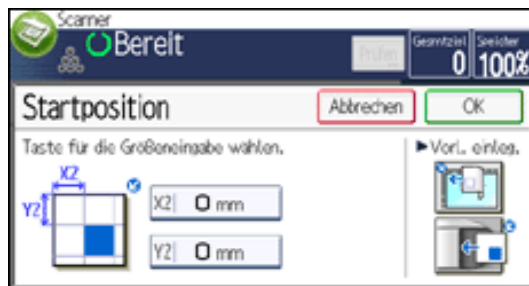 Scanner
Bereit
Prüfen
Gesmtziel
0
Speicher
100%
Startposition
Abbrechen
OK
Taste für die Größeneingabe wählen.
►Vorl. einleg.
X2
Y2
X2 0 mm
Y2 0 mm